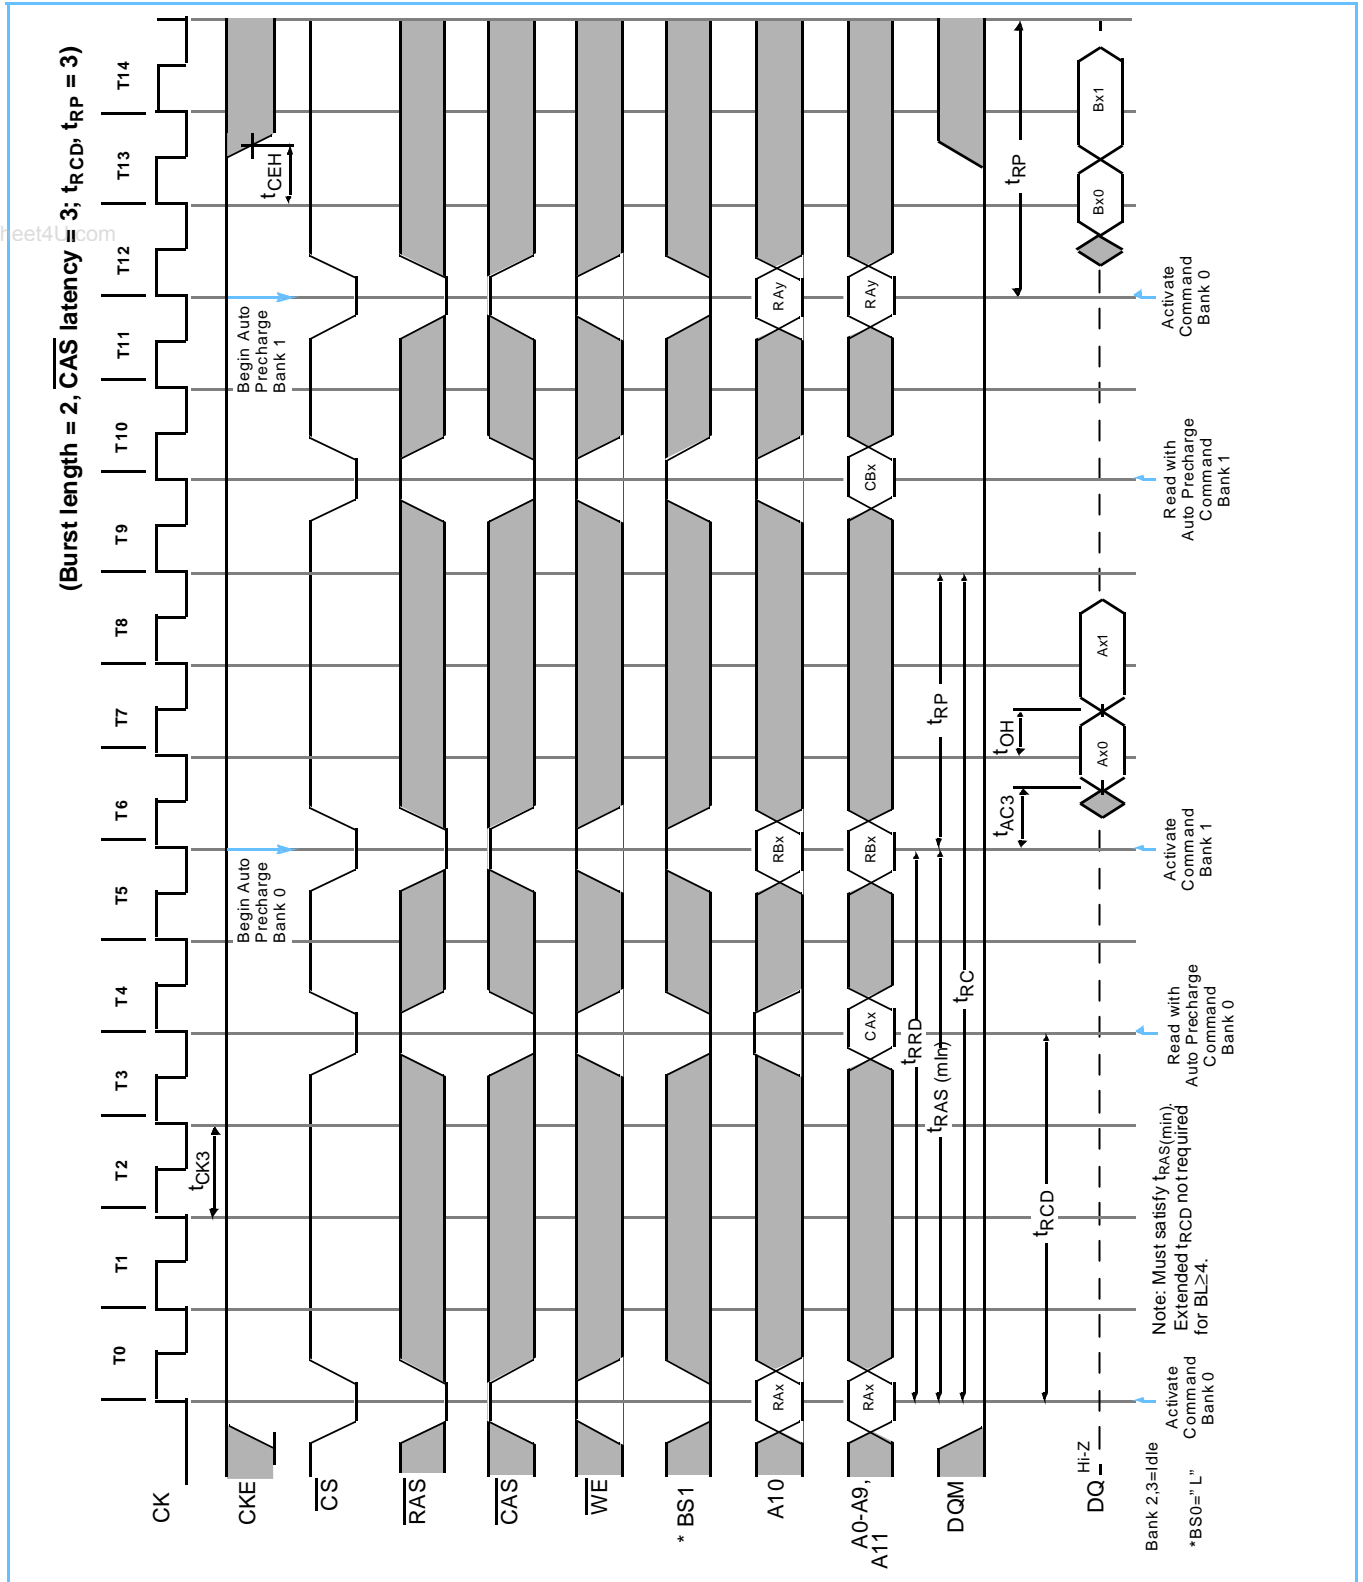 (Burst length = 2, CAS latency = 3; tRCD, tRP = 3)
T0 T1 T2 T3 T4 T5 T6 T7 T8 T9 T10 T11 T12 T13 T14
CK
tCK3
CKE
Begin Auto
Precharge
Bank 0
Begin Auto
Precharge
Bank 1
tCEH
CS
RAS
CAS
WE
* BS1
A10
RAx
RBx
RAy
A0-A9,
A11
RAx
CAx
RBx
CBx
RAy
tRRD
tRAS (min)
tRP
tRC
DQM
tAC3
tOH
tRP
tRCD
DQ
Hi-Z
Ax0
Ax1
Bx0
Bx1
Bank 2,3=Idle
*BS0="L"
Activate
Command
Bank 0
Note: Must satisfy tRAS(min).
Extended tRCD not required
for BL≥4.
Read with
Auto Precharge
Command
Bank 0
Activate
Command
Bank 1
Read with
Auto Precharge
Command
Bank 1
Activate
Command
Bank 0
heet4U.com